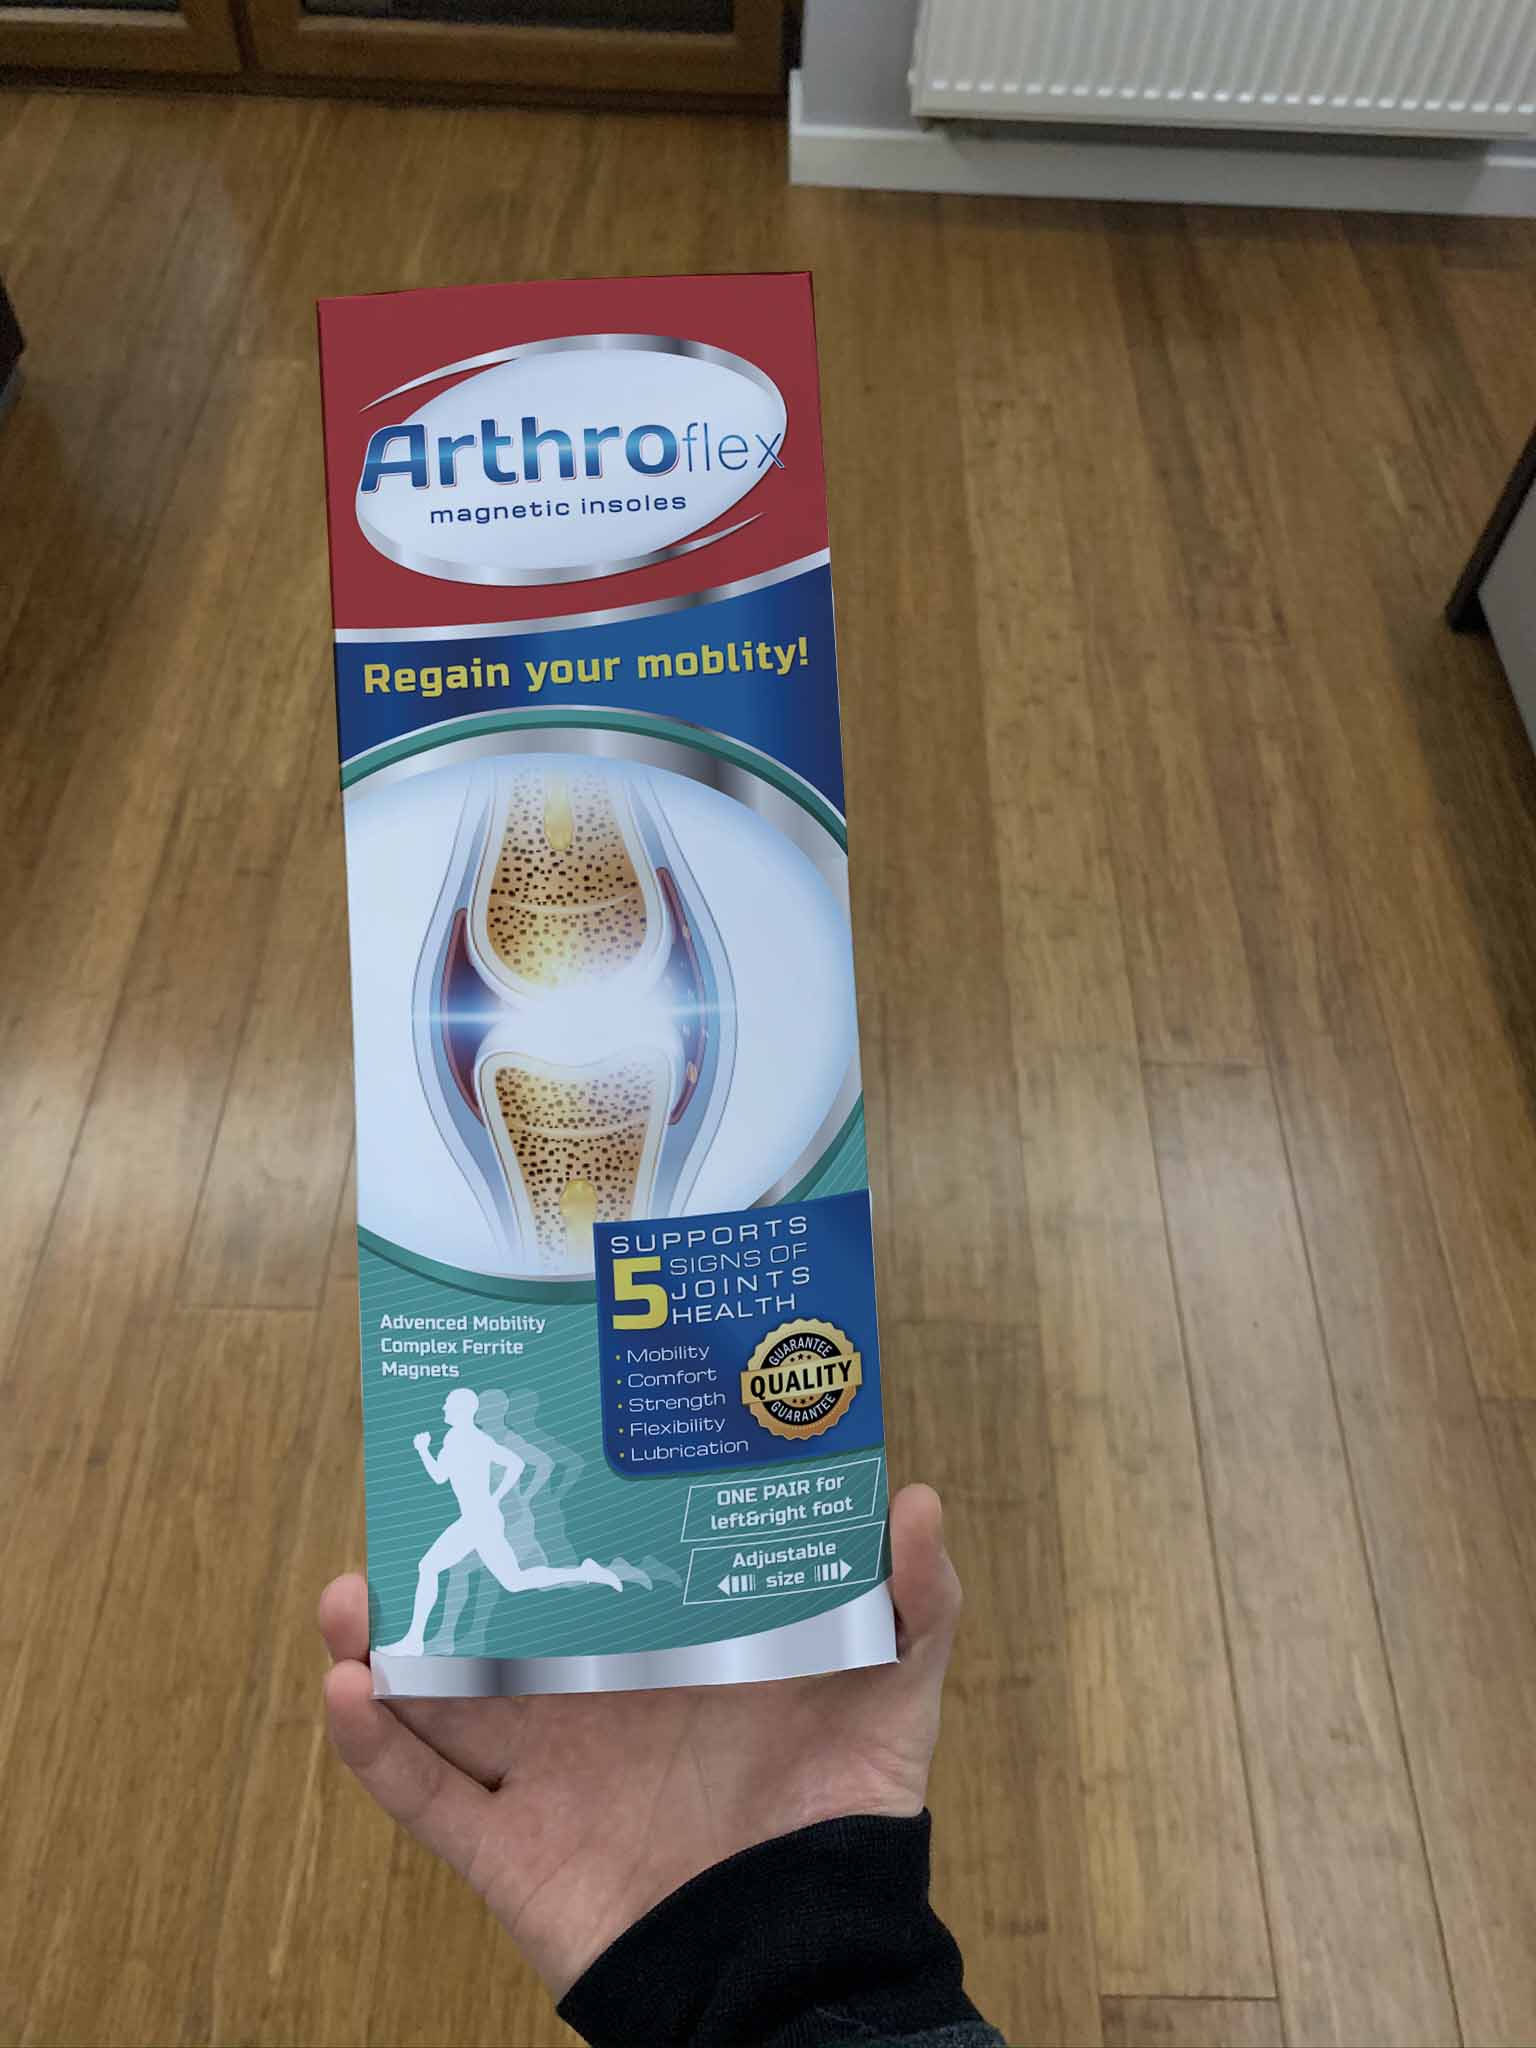 Arthroflex
magnetic insoles
Regain your moblity!
SUPPORTS
5 SIGNS OF
JOINTS
HEALTH
• Mobility
• Comfort
• Strength
• Flexibility
• Lubrication
GUARANTEE
QUALITY
GUARANTEE
Advenced Mobility
Complex Ferrite
Magnets
ONE PAIR for
left&right foot
Adjustable
size